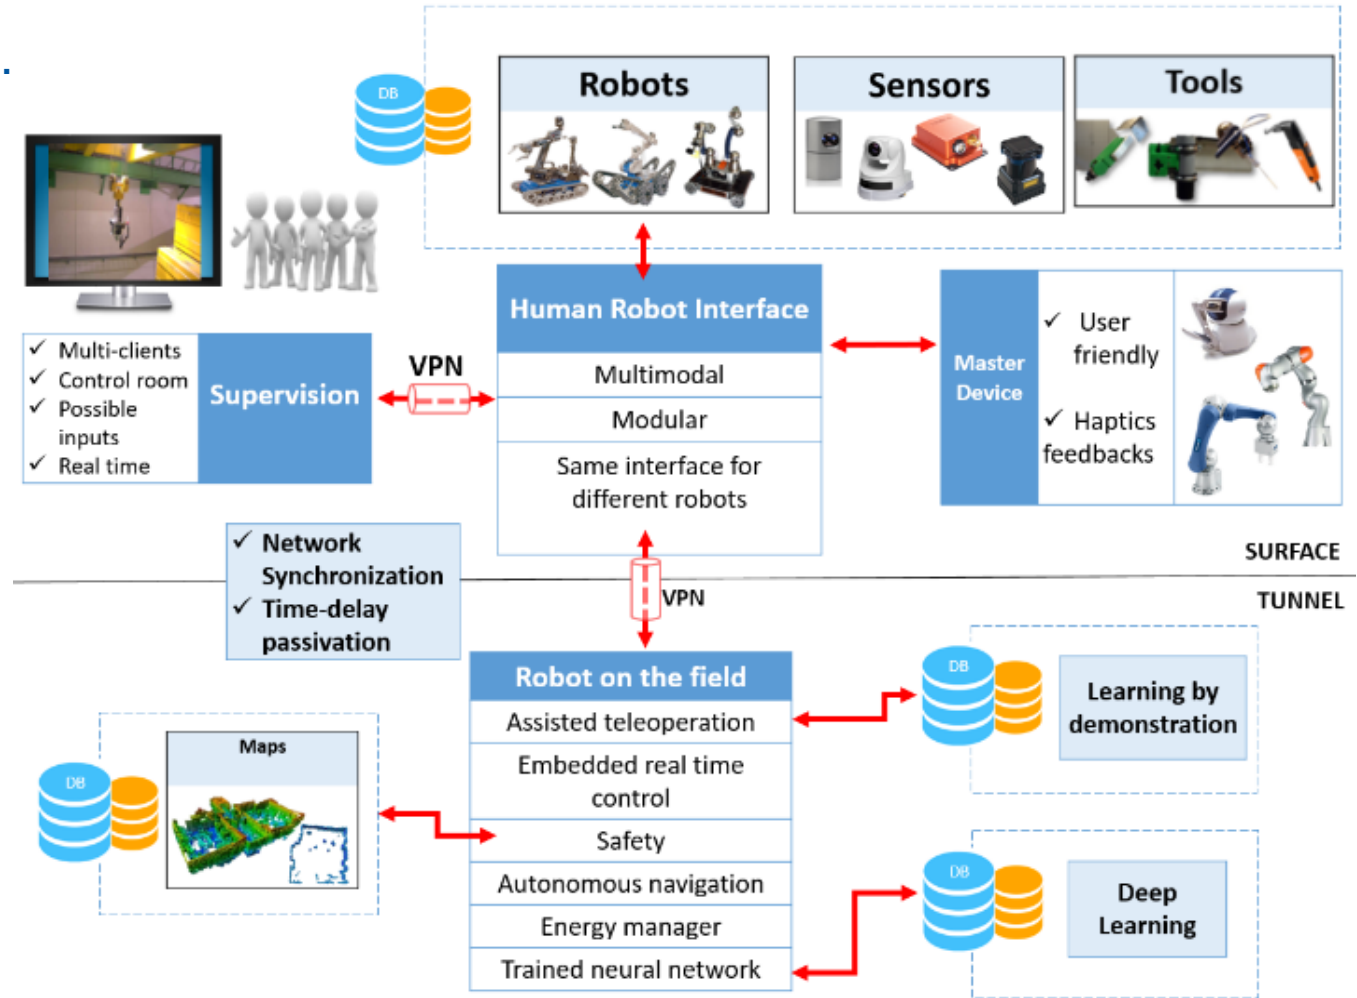 DB
Robots
Sensors
Tools
Human Robot Interface
Multimodal
Modular
Same interface for
different robots
✓ Multi-clients
✓ Control room
✓ Possible
inputs
✓ Real time
Supervision
VPN
Master
Device
✓ User
friendly
✓ Haptics
feedbacks
✓ Network
Synchronization
✓ Time-delay
passivation
SURFACE
TUNNEL
VPN
Robot on the field
Assisted teleoperation
Embedded real time
control
Safety
Autonomous navigation
Energy manager
Trained neural network
DB
Maps
DB
Learning by
demonstration
DB
Deep
Learning